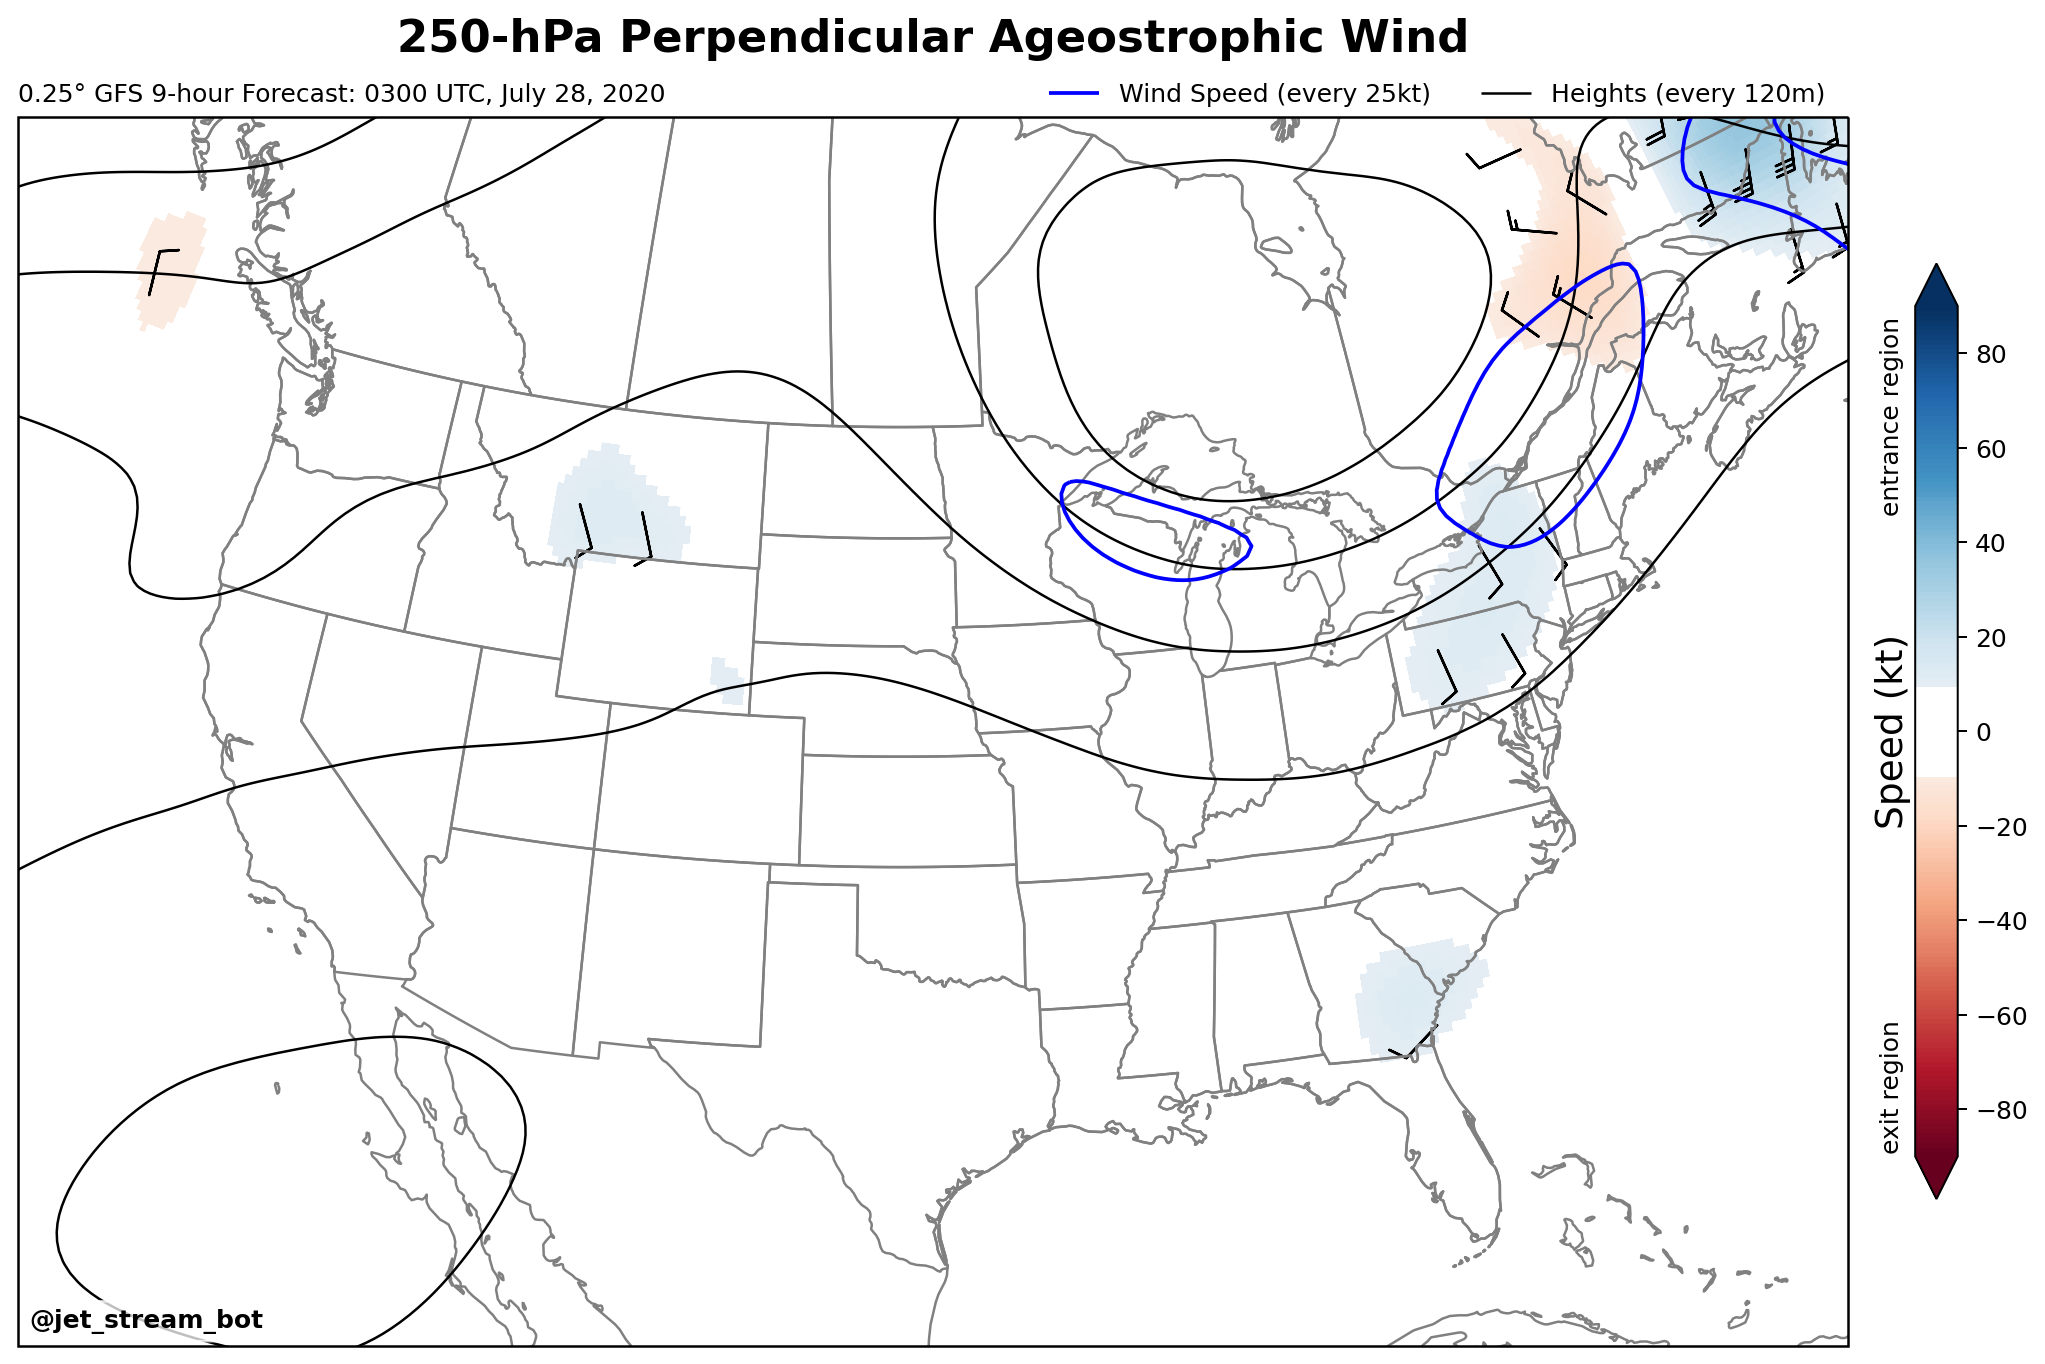 250-hPa Perpendicular Ageostrophic Wind
0.25° GFS 9-hour Forecast: 0300 UTC, July 28, 2020
Wind Speed (every 25kt)
Heights (every 120m)
entrance region
Speed (kt)
exit region
80
60
40
20
0
−20
−40
−60
−80
@jet_stream_bot